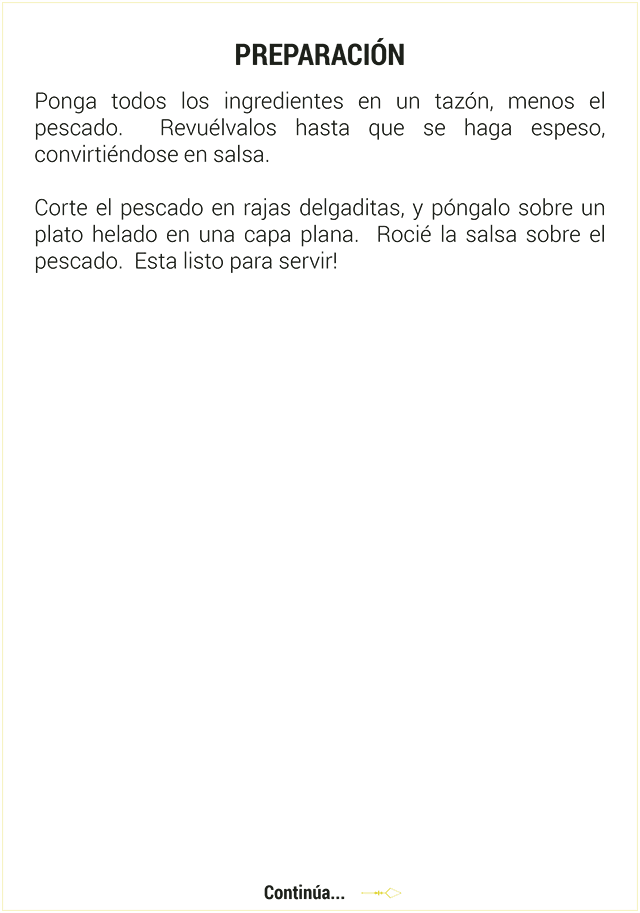 PREPARACIÓN
Ponga todos los ingredientes en un tazón, menos el
pescado. Revuélvalos hasta que se haga espeso,
convirtiéndose en salsa.
Corte el pescado en rajas delgaditas, y póngalo sobre un
plato helado en una capa plana. Rocié la salsa sobre el
pescado. Esta listo para servir!
Continúa...